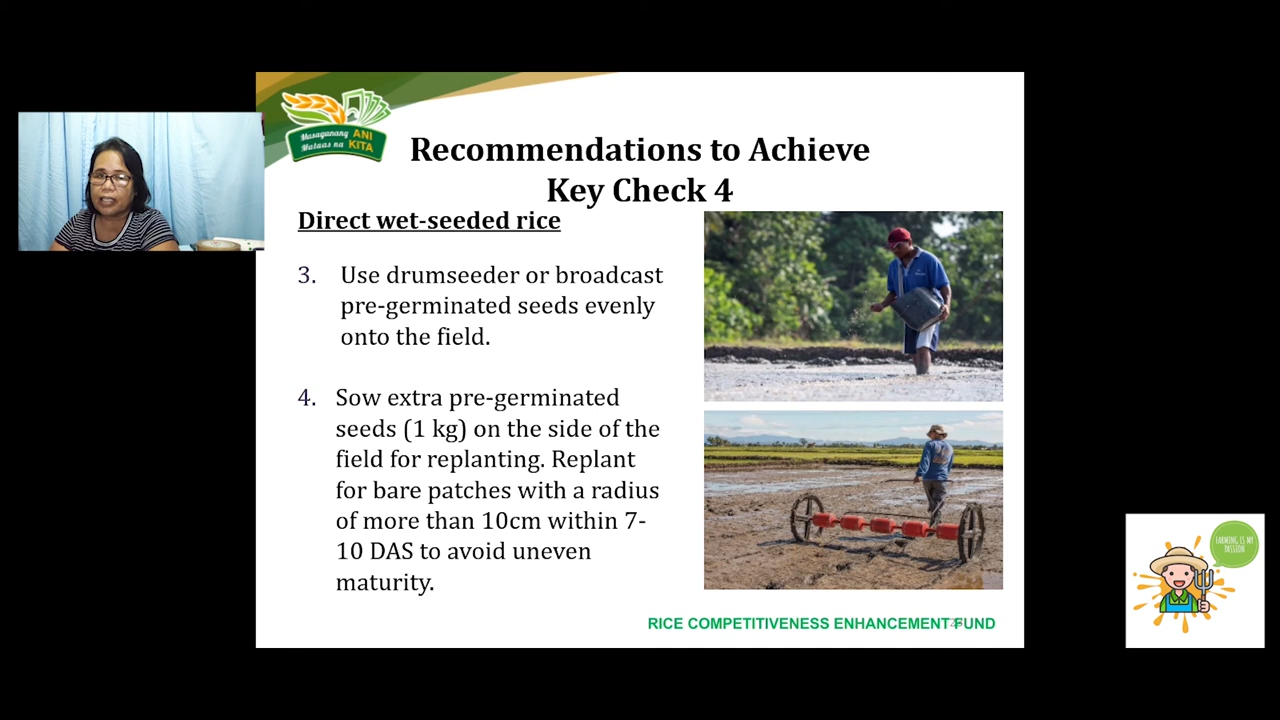 Masaganang ANI
Mataas na KITA
Recommendations to Achieve
Key Check 4
Direct wet-seeded rice
3. Use drumseeder or broadcast
pre-germinated seeds evenly
onto the field.
4. Sow extra pre-germinated
seeds (1 kg) on the side of the
field for replanting. Replant
for bare patches with a radius
of more than 10cm within 7-
10 DAS to avoid uneven
maturity.
RICE COMPETITIVENESS ENHANCEMENT FUND
FARMING IS MY
PASSION